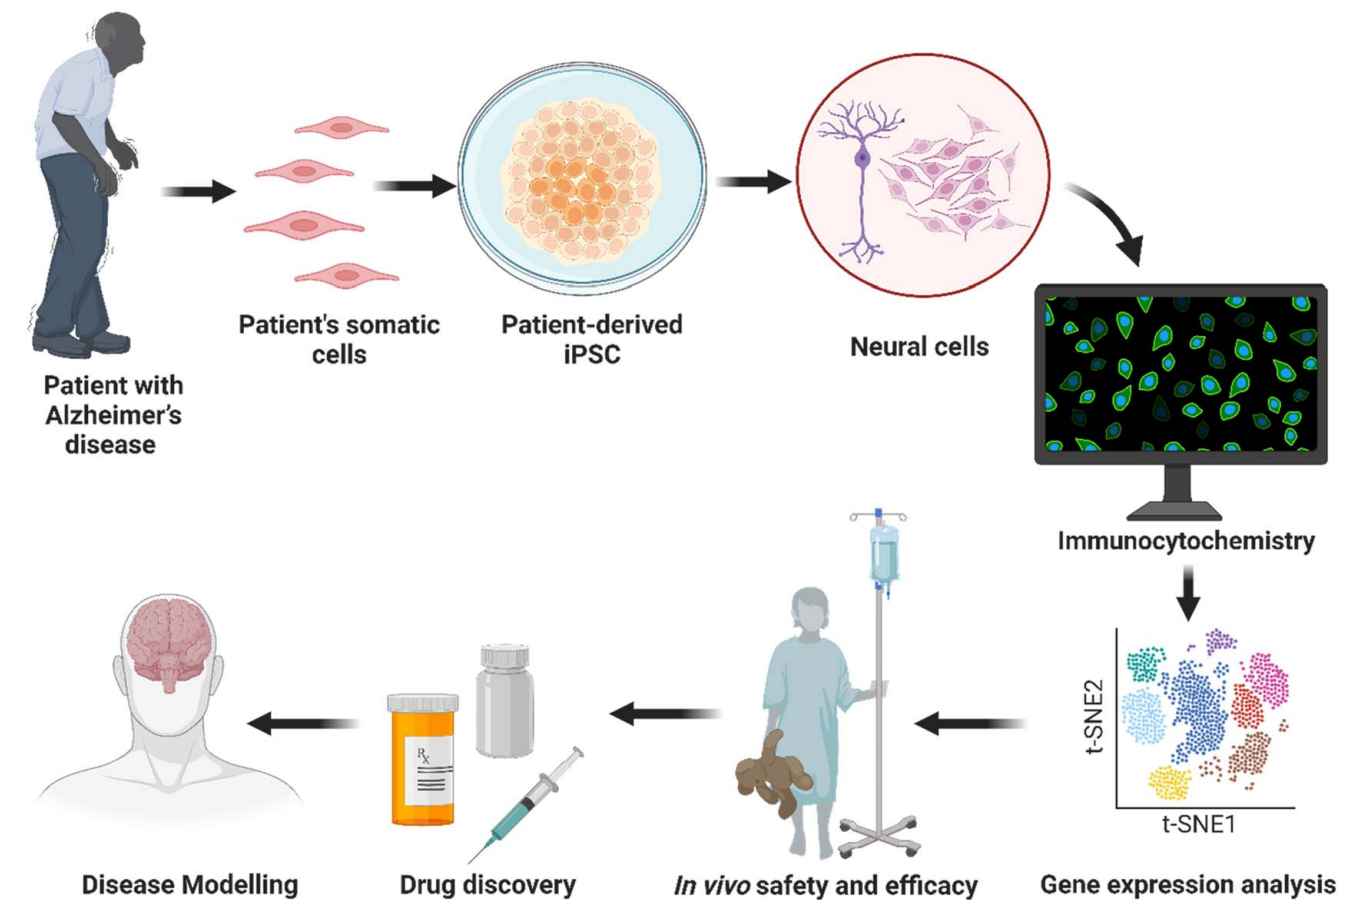 Patient's somatic
cells
Patient-derived
iPSC
Neural cells
Patient with
Alzheimer’s
disease
Immunocytochemistry
t-SNE2
t-SNE1
Rx
Disease Modelling
Drug discovery
In vivo safety and efficacy
Gene expression analysis